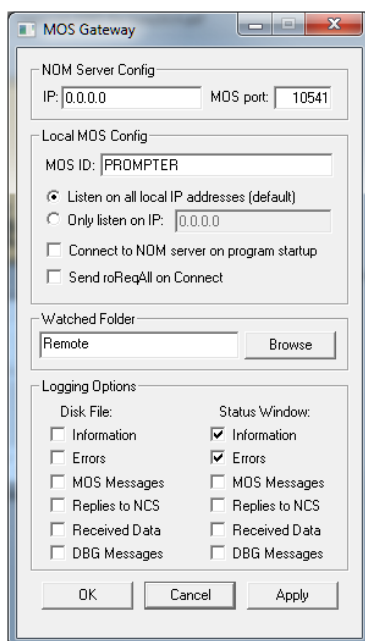 MOS Gateway
NOM Server Config
IP: 0.0.0.0 MOS port: 10541
Local MOS Config
MOS ID: PROMPTER
Listen on all local IP addresses (default)
Only listen on IP: 0.0.0.0
Connect to NOM server on program startup
Send roReqAll on Connect
Watched Folder
Remote Browse
Logging Options
Disk File: Status Window:
Information Information
Errors Errors
MOS Messages MOS Messages
Replies to NCS Replies to NCS
Received Data Received Data
DBG Messages DBG Messages
OK Cancel Apply